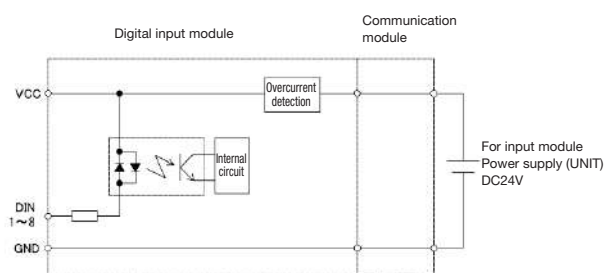 Digital input module
Communication
module
VCC
Overcurrent
detection
Internal
circuit
For input module
Power supply (UNIT)
DC24V
DIN
1～8
GND